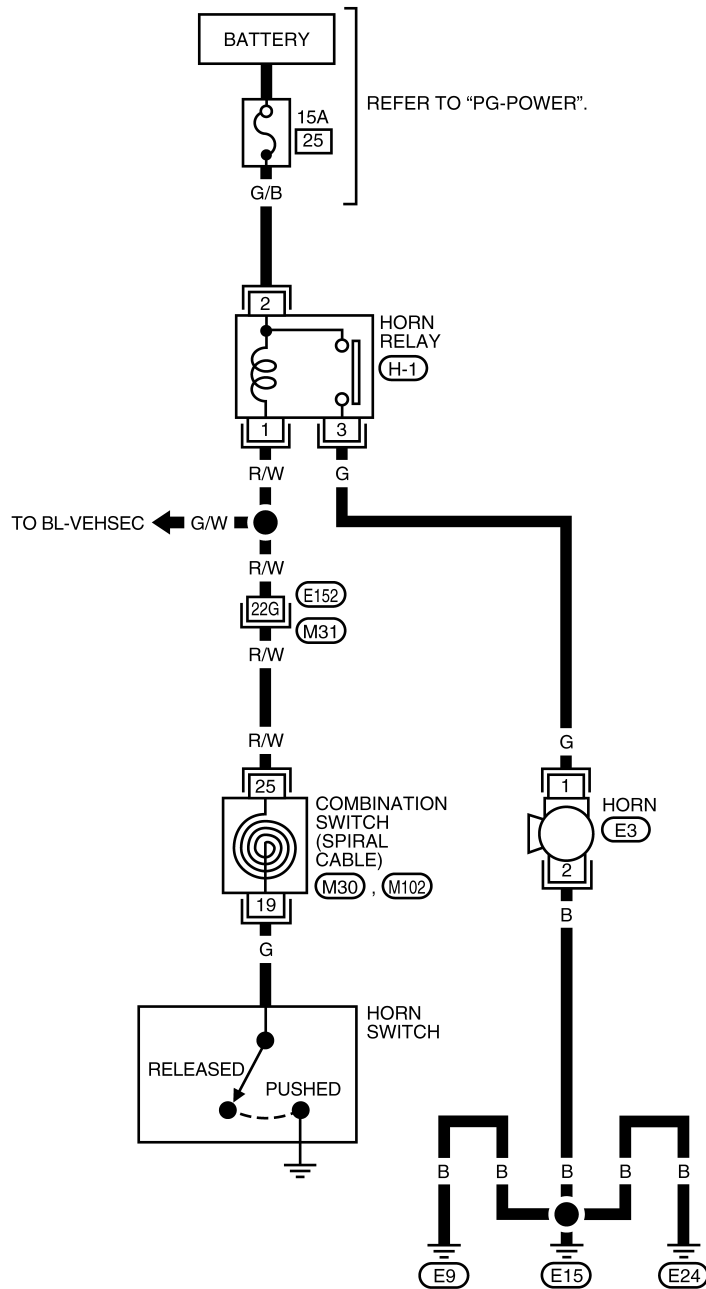 BATTERY
REFER TO “PG-POWER”.
15A
25
G/B
2
HORN
RELAY
H-1
1
3
R/W
G
TO BL-VEHSEC
G/W
R/W
22G
E152
M31
R/W
R/W
G
25
COMBINATION
SWITCH
(SPIRAL
CABLE)
M30 , M102
19
1
HORN
E3
2
G
B
HORN
SWITCH
RELEASED
PUSHED
B B B B B
E9
E15
E24